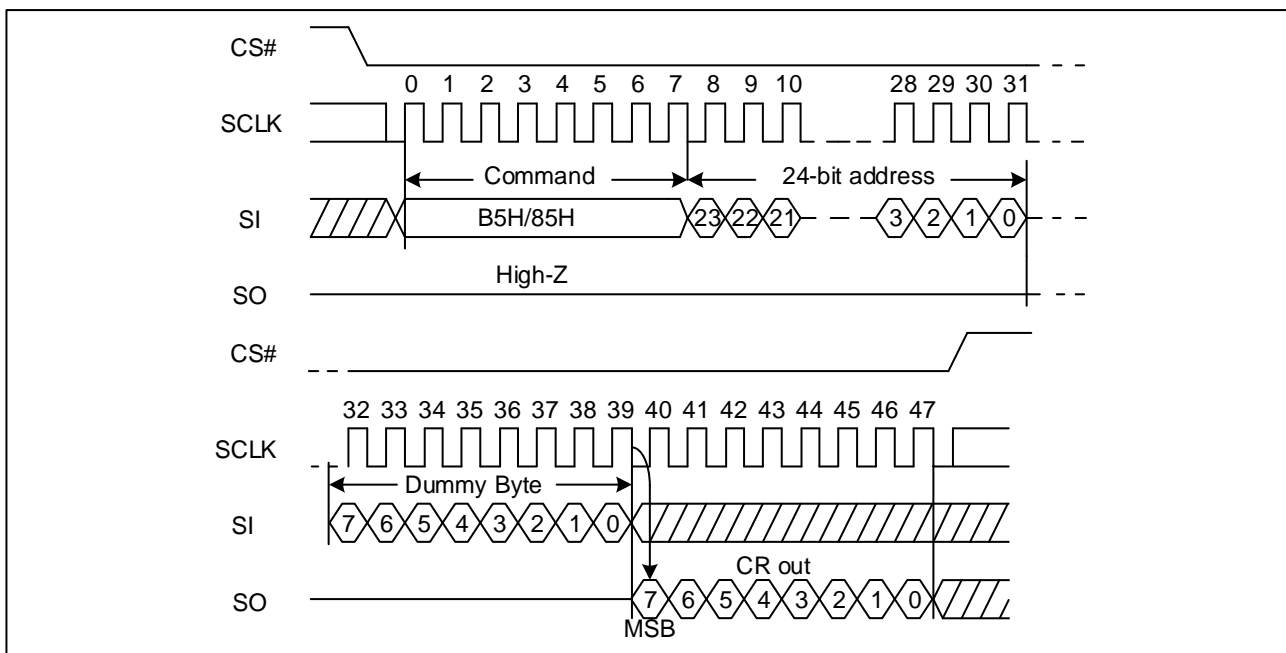 CS#
0 1 2 3 4 5 6 7 8 9 10 28 29 30 31
SCLK
Command 24-bit address
SI B5H/85H 23 22 21 3 2 1 0
High-Z
SO
CS#
32 33 34 35 36 37 38 39 40 41 42 43 44 45 46 47
SCLK
Dummy Byte
SI 7 6 5 4 3 2 1 0
CR out
SO 7 6 5 4 3 2 1 0
MSB